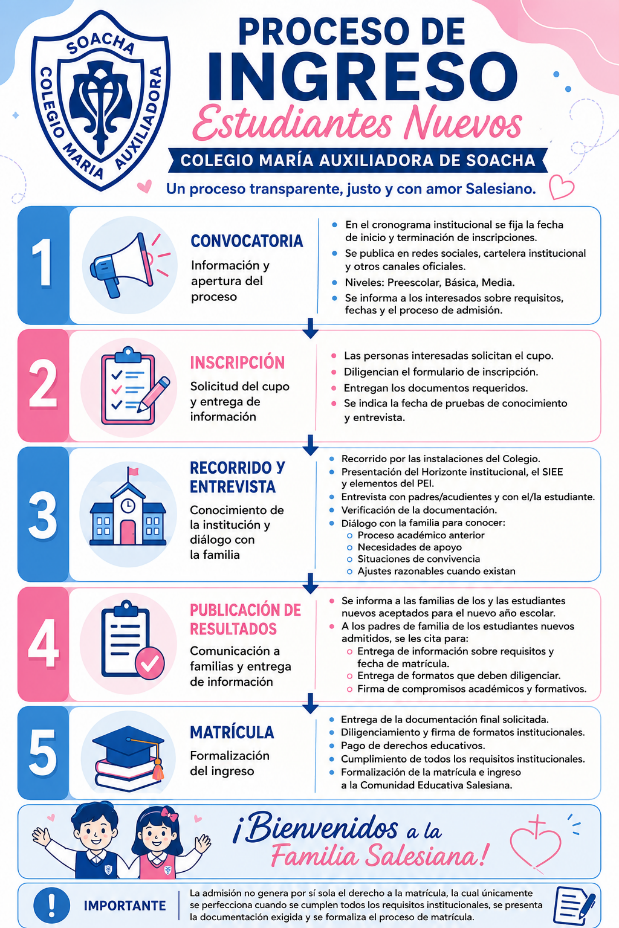 SOACHA
COLEGIO MARIA AUXILIADORA
PROCESO DE
INGRESO
Estudiantes Nuevos
COLEGIO MARÍA AUXILIADORA DE SOACHA
Un proceso transparente, justo y con amor Salesiano.
1
CONVOCATORIA
Información y
apertura del
proceso
• En el cronograma institucional se fija la fecha
de inicio y terminación de inscripciones.
• Se publica en redes sociales, cartelera institucional
y otros canales oficiales.
• Niveles: Preescolar, Básica, Media.
• Se informa a los interesados sobre requisitos,
fechas y el proceso de admisión.
2
INSCRIPCIÓN
Solicitud del cupo
y entrega de
información
• Las personas interesadas solicitan el cupo.
• Diligencian el formulario de inscripción.
• Entregan los documentos requeridos.
• Se indica la fecha de pruebas de conocimiento
y entrevista.
3
RECORRIDO Y
ENTREVISTA
Conocimiento de
la institución y
diálogo con
la familia
• Recorrido por las instalaciones del Colegio.
• Presentación del Horizonte institucional, el SIEE
y elementos del PEI.
• Entrevista con padres/acudientes y con el/la estudiante.
• Verificación de la documentación.
• Diálogo con la familia para conocer:
○ Proceso académico anterior
○ Necesidades de apoyo
○ Situaciones de convivencia
○ Ajustes razonables cuando existan
4
PUBLICACIÓN DE
RESULTADOS
Comunicación a
familias y entrega
de información
• Se informa a las familias de los y las estudiantes
nuevos aceptados para el nuevo año escolar.
• A los padres de familia de los estudiantes nuevos
admitidos, se les cita para:
○ Entrega de información sobre requisitos y
fecha de matrícula.
○ Entrega de formatos que deben diligenciar.
○ Firma de compromisos académicos y formativos.
5
MATRÍCULA
Formalización
del ingreso
• Entrega de la documentación final solicitada.
• Diligenciamiento y firma de formatos institucionales.
• Pago de derechos educativos.
• Cumplimiento de todos los requisitos institucionales.
• Formalización de la matrícula e ingreso
a la Comunidad Educativa Salesiana.
¡Bienvenidos a la
Familia Salesiana!
IMPORTANTE
La admisión no genera por sí sola el derecho a la matrícula, la cual únicamente
se perfecciona cuando se cumplen todos los requisitos institucionales, se presenta
la documentación exigida y se formaliza el proceso de matrícula.